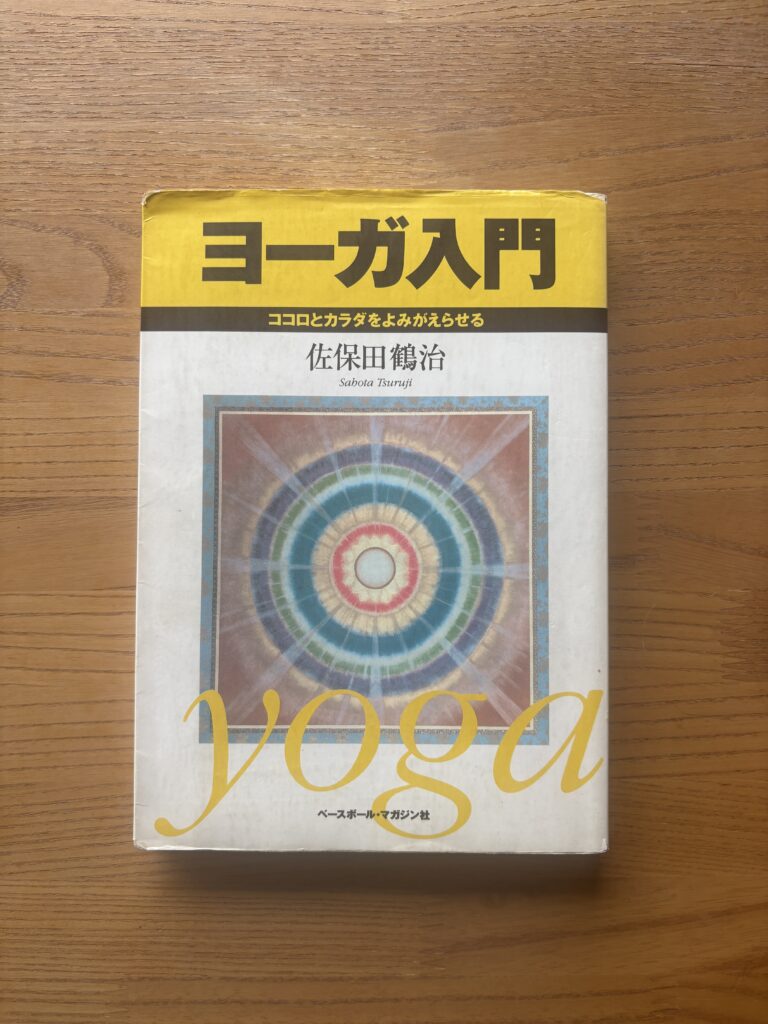 ヨーガ入門
ココロとカラダをよみがえらせる
佐保田鶴治
Sahota Tsuruji
yoga
ベースボール・マガジン社